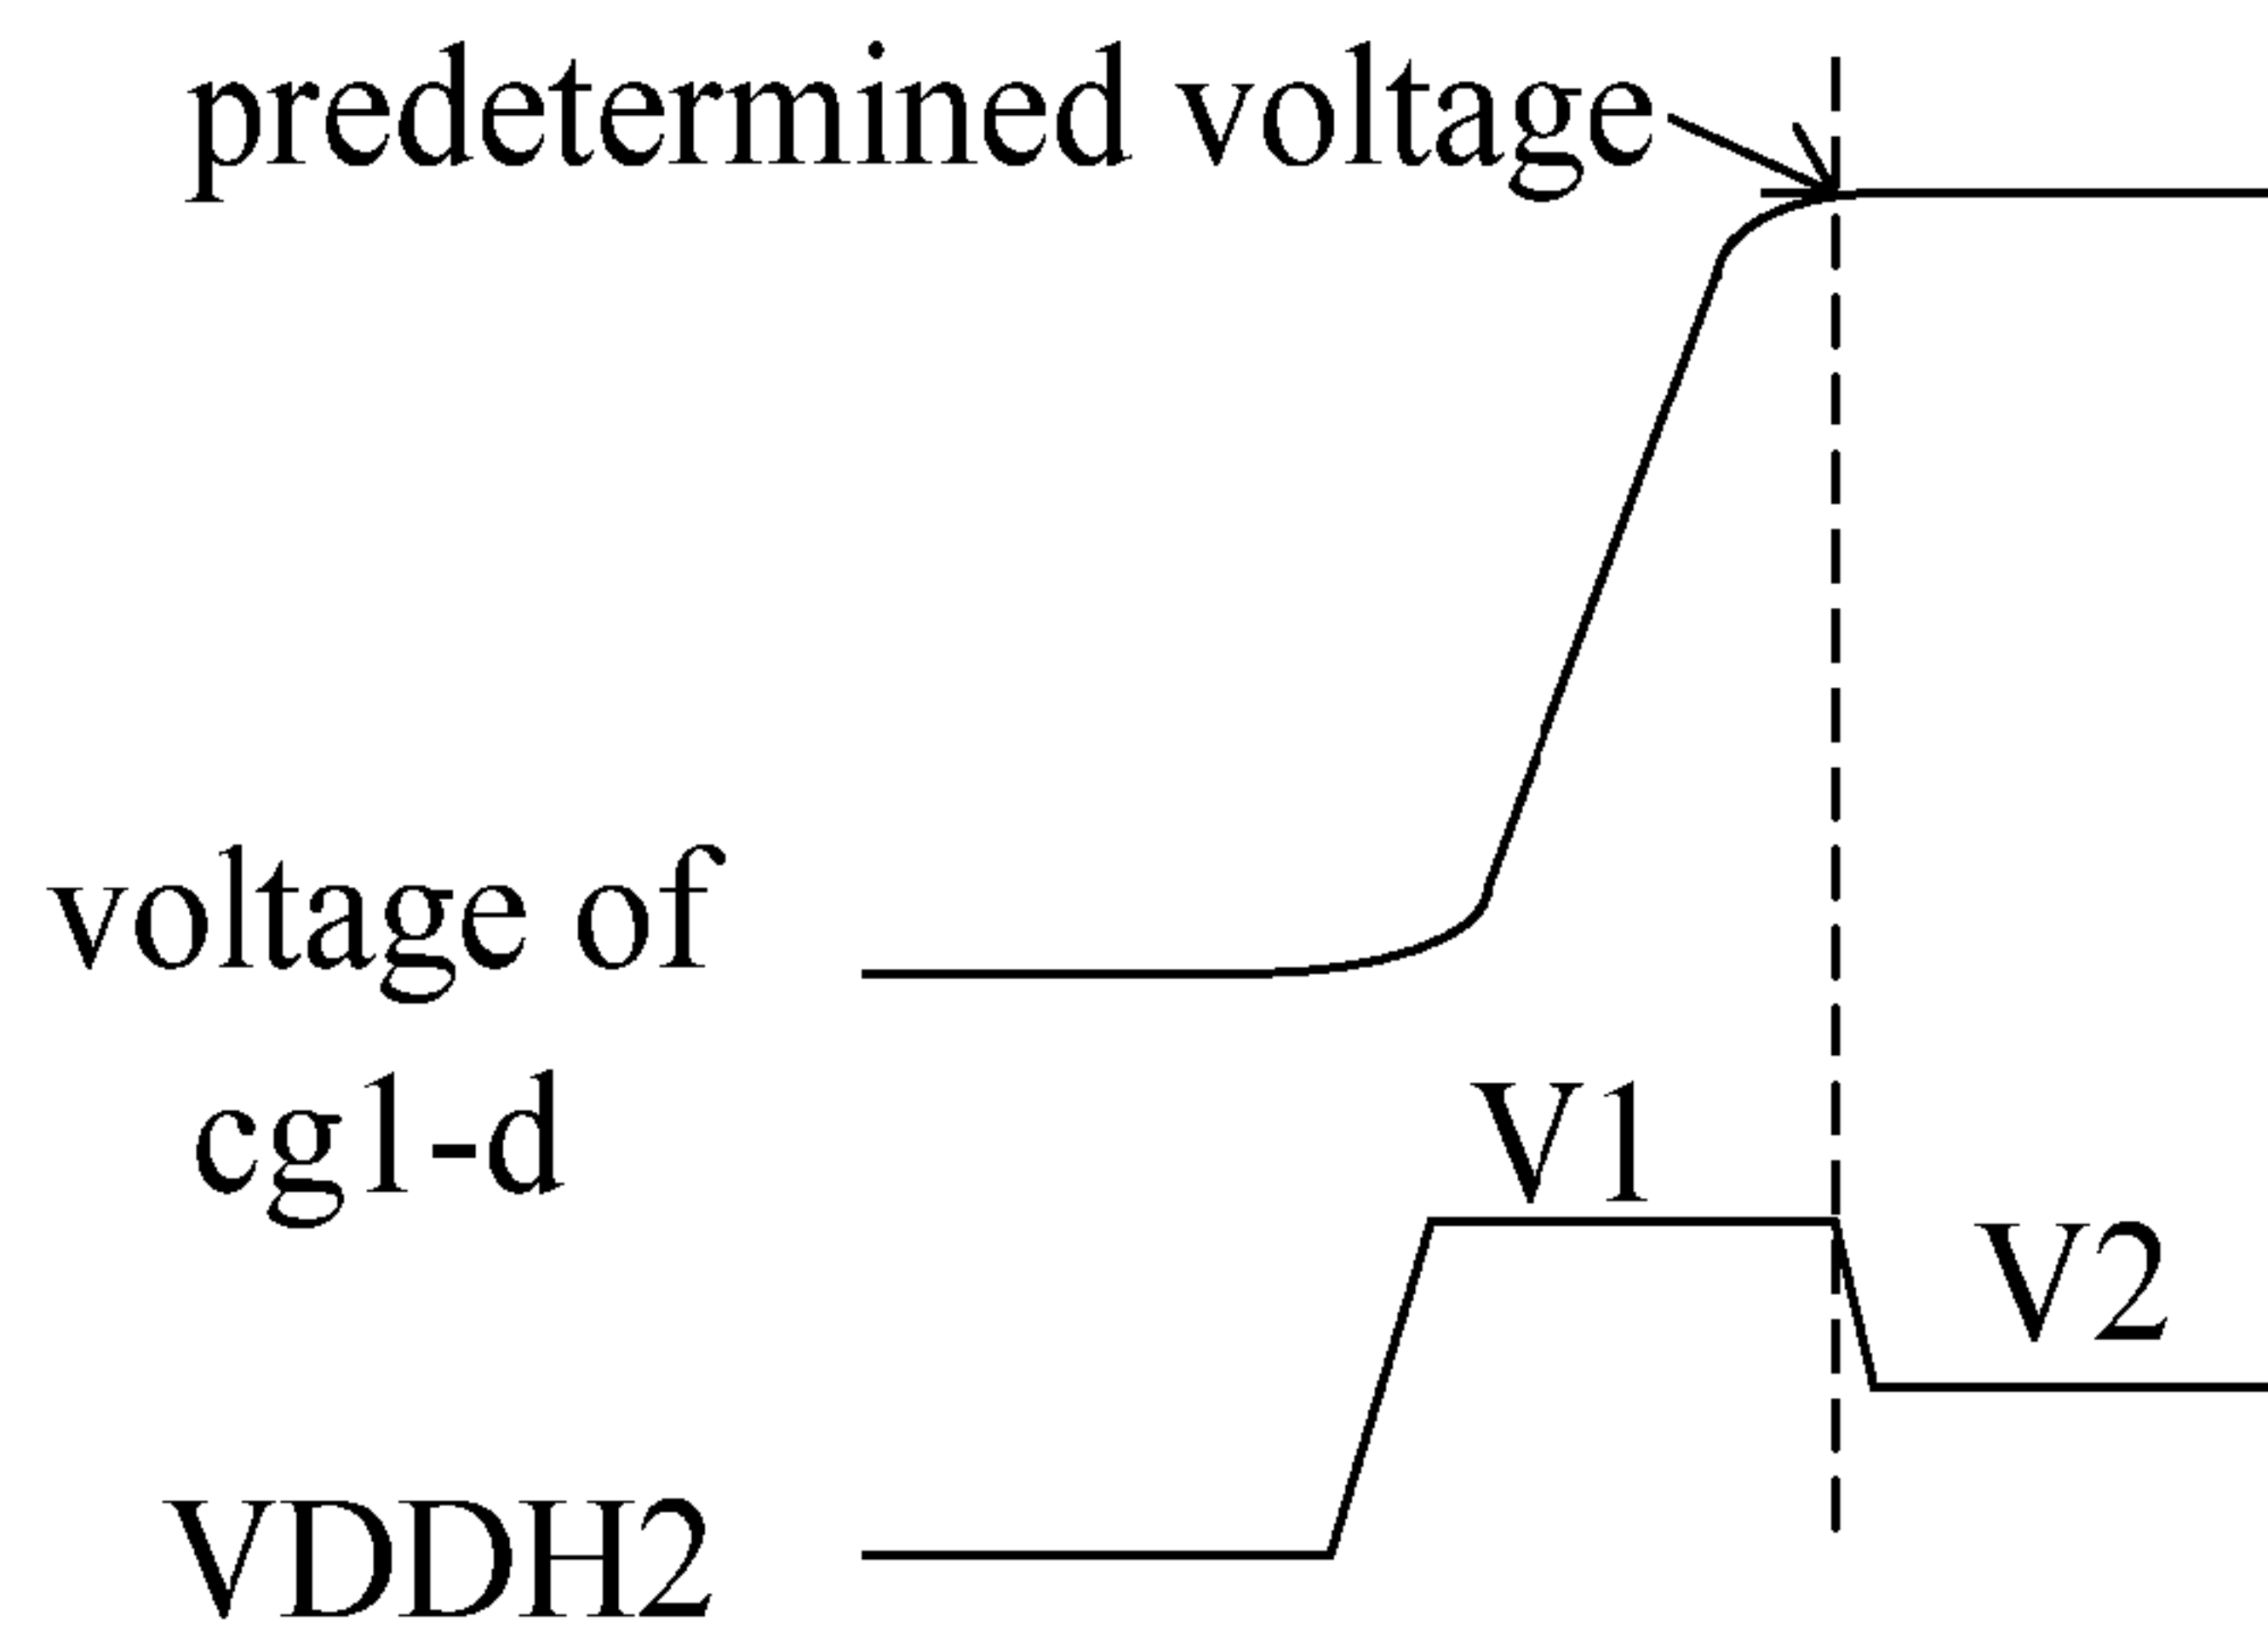 predetermined voltage
voltage of
cg1-d
V1
V2
VDDH2